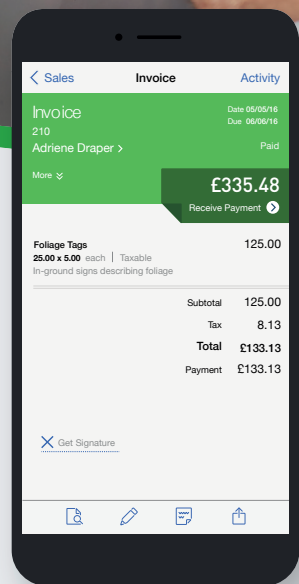 Sales Invoice Activity
Invoice Date 05/05/16
210 Due 06/06/16
Adriene Draper > Paid
More
£335.48
Receive Payment
Foliage Tags 125.00
25.00 x 5.00 each | Taxable
In-ground signs describing foliage
Subtotal 125.00
Tax 8.13
Total £133.13
Payment £133.13
Get Signature